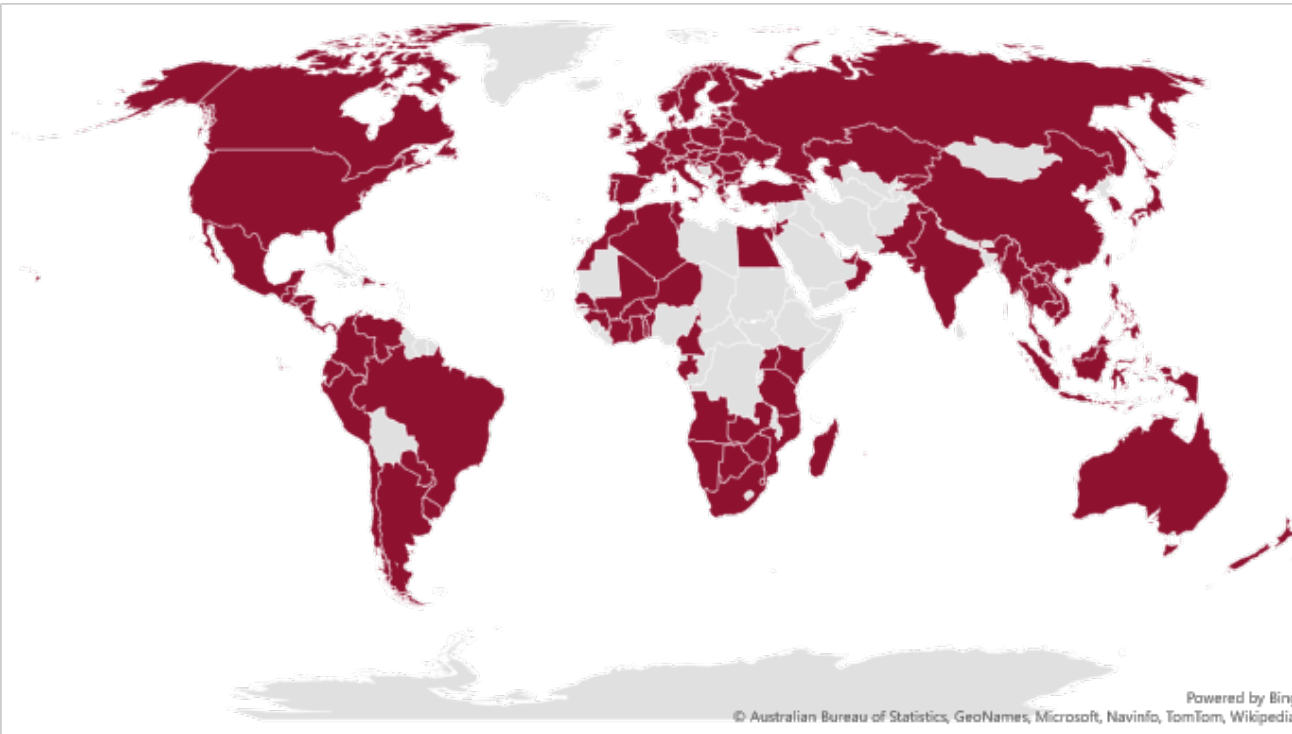 Powered by Bing
© Australian Bureau of Statistics, GeoNames, Microsoft, Navinfo, TomTom, Wikipedia